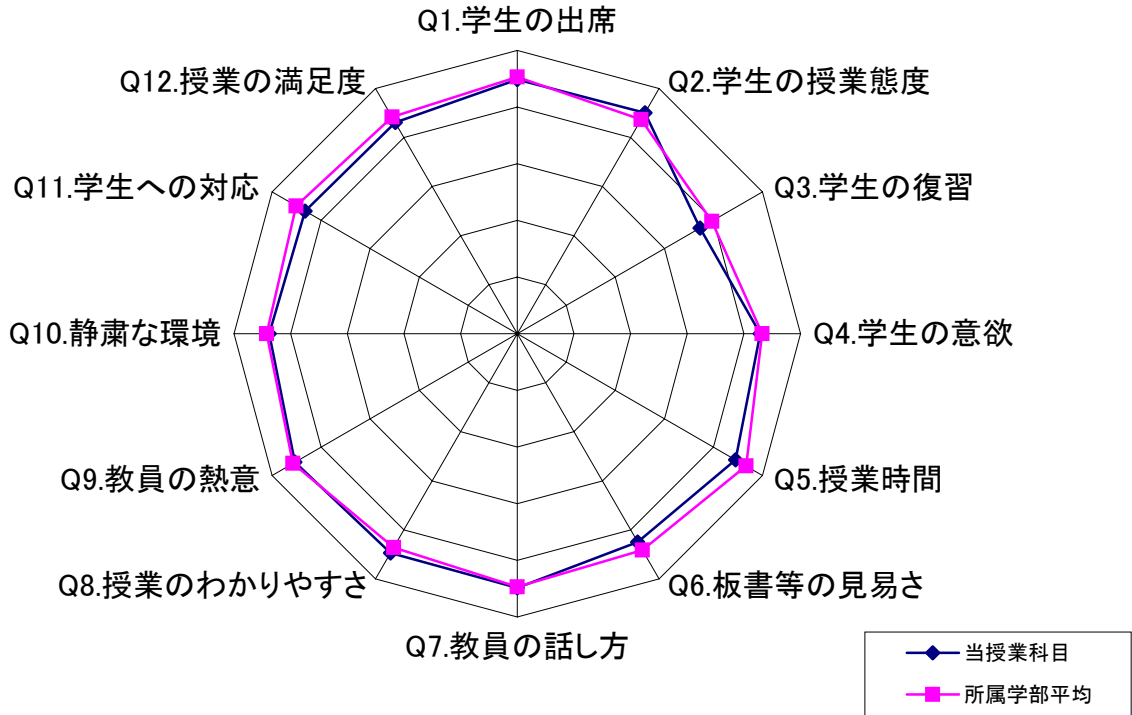 Q1.学生の出席
Q2.学生の授業態度
Q3.学生の復習
Q4.学生の意欲
Q5.授業時間
Q6.板書等の見易さ
Q7.教員の話し方
Q8.授業のわかりやすさ
Q9.教員の熱意
Q10.静粛な環境
Q11.学生への対応
Q12.授業の満足度
当授業科目
所属学部平均